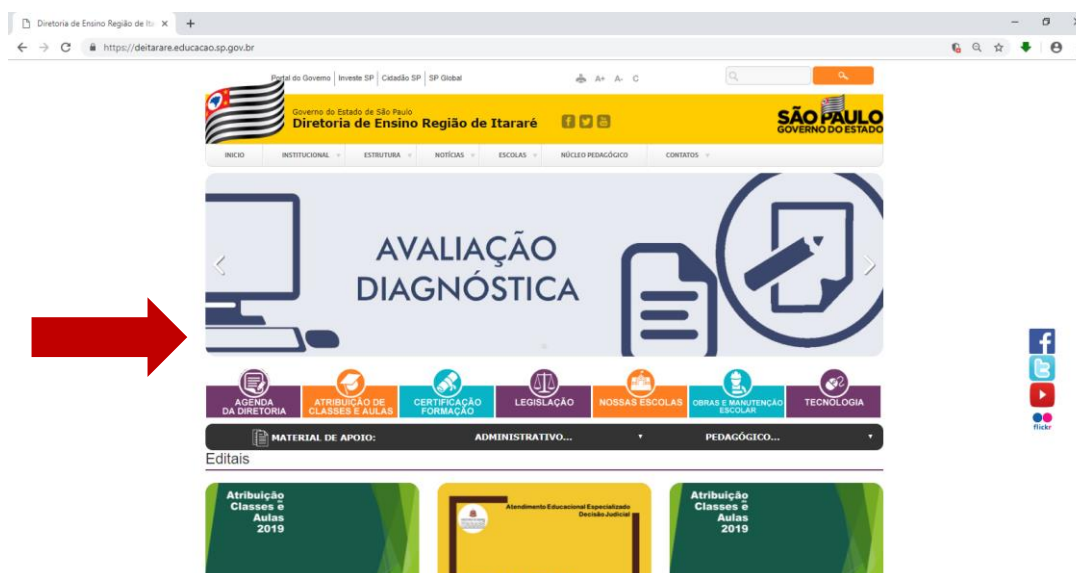 Diretoria de Ensino Região de Ita
https://deitarare.educacao.sp.gov.br
Portal do Governo Investe SP Cidadão SP SP Global A+ A- C
Governo do Estado de São Paulo
Diretoria de Ensino Região de Itararé
SÃO PAULO
GOVERNO DO ESTADO
INICIO INSTITUCIONAL ESTRUTURA NOTÍCIAS ESCOLAS NÚCLEO PEDAGÓGICO CONTATOS
AVALIAÇÃO
DIAGNÓSTICA
AGENDA
DA DIRETORIA
ATRIBUIÇÃO DE
CLASSES E AULAS
CERTIFICAÇÃO
FORMAÇÃO
LEGISLAÇÃO
NOSSAS ESCOLAS
OBRAS E MANUTENÇÃO
ESCOLAR
TECNOLOGIA
flickr
MATERIAL DE APOIO: ADMINISTRATIVO... PEDAGÓGICO...
Editais
Atribuição
Classes e
Aulas
2019
Atendimento Educacional Especializado
Decisão Judicial
Atribuição
Classes e
Aulas
2019